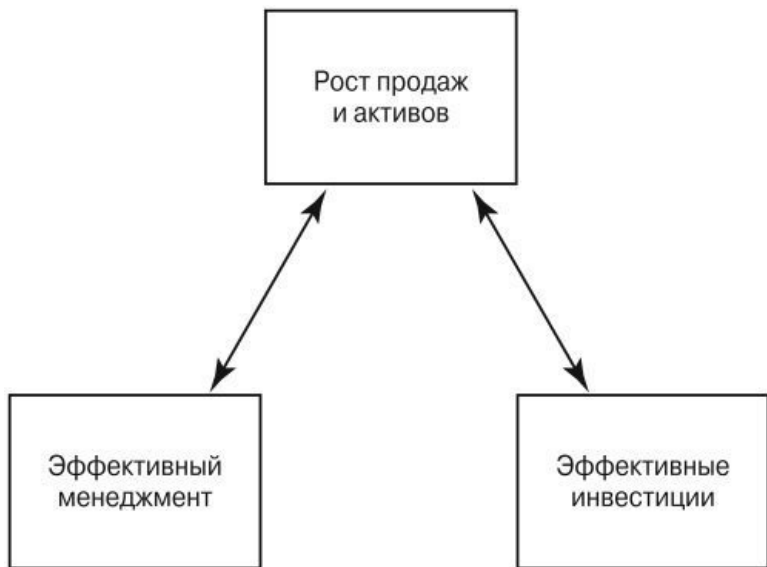 Рост продаж
и активов
Эффективный
менеджмент
Эффективные
инвестиции